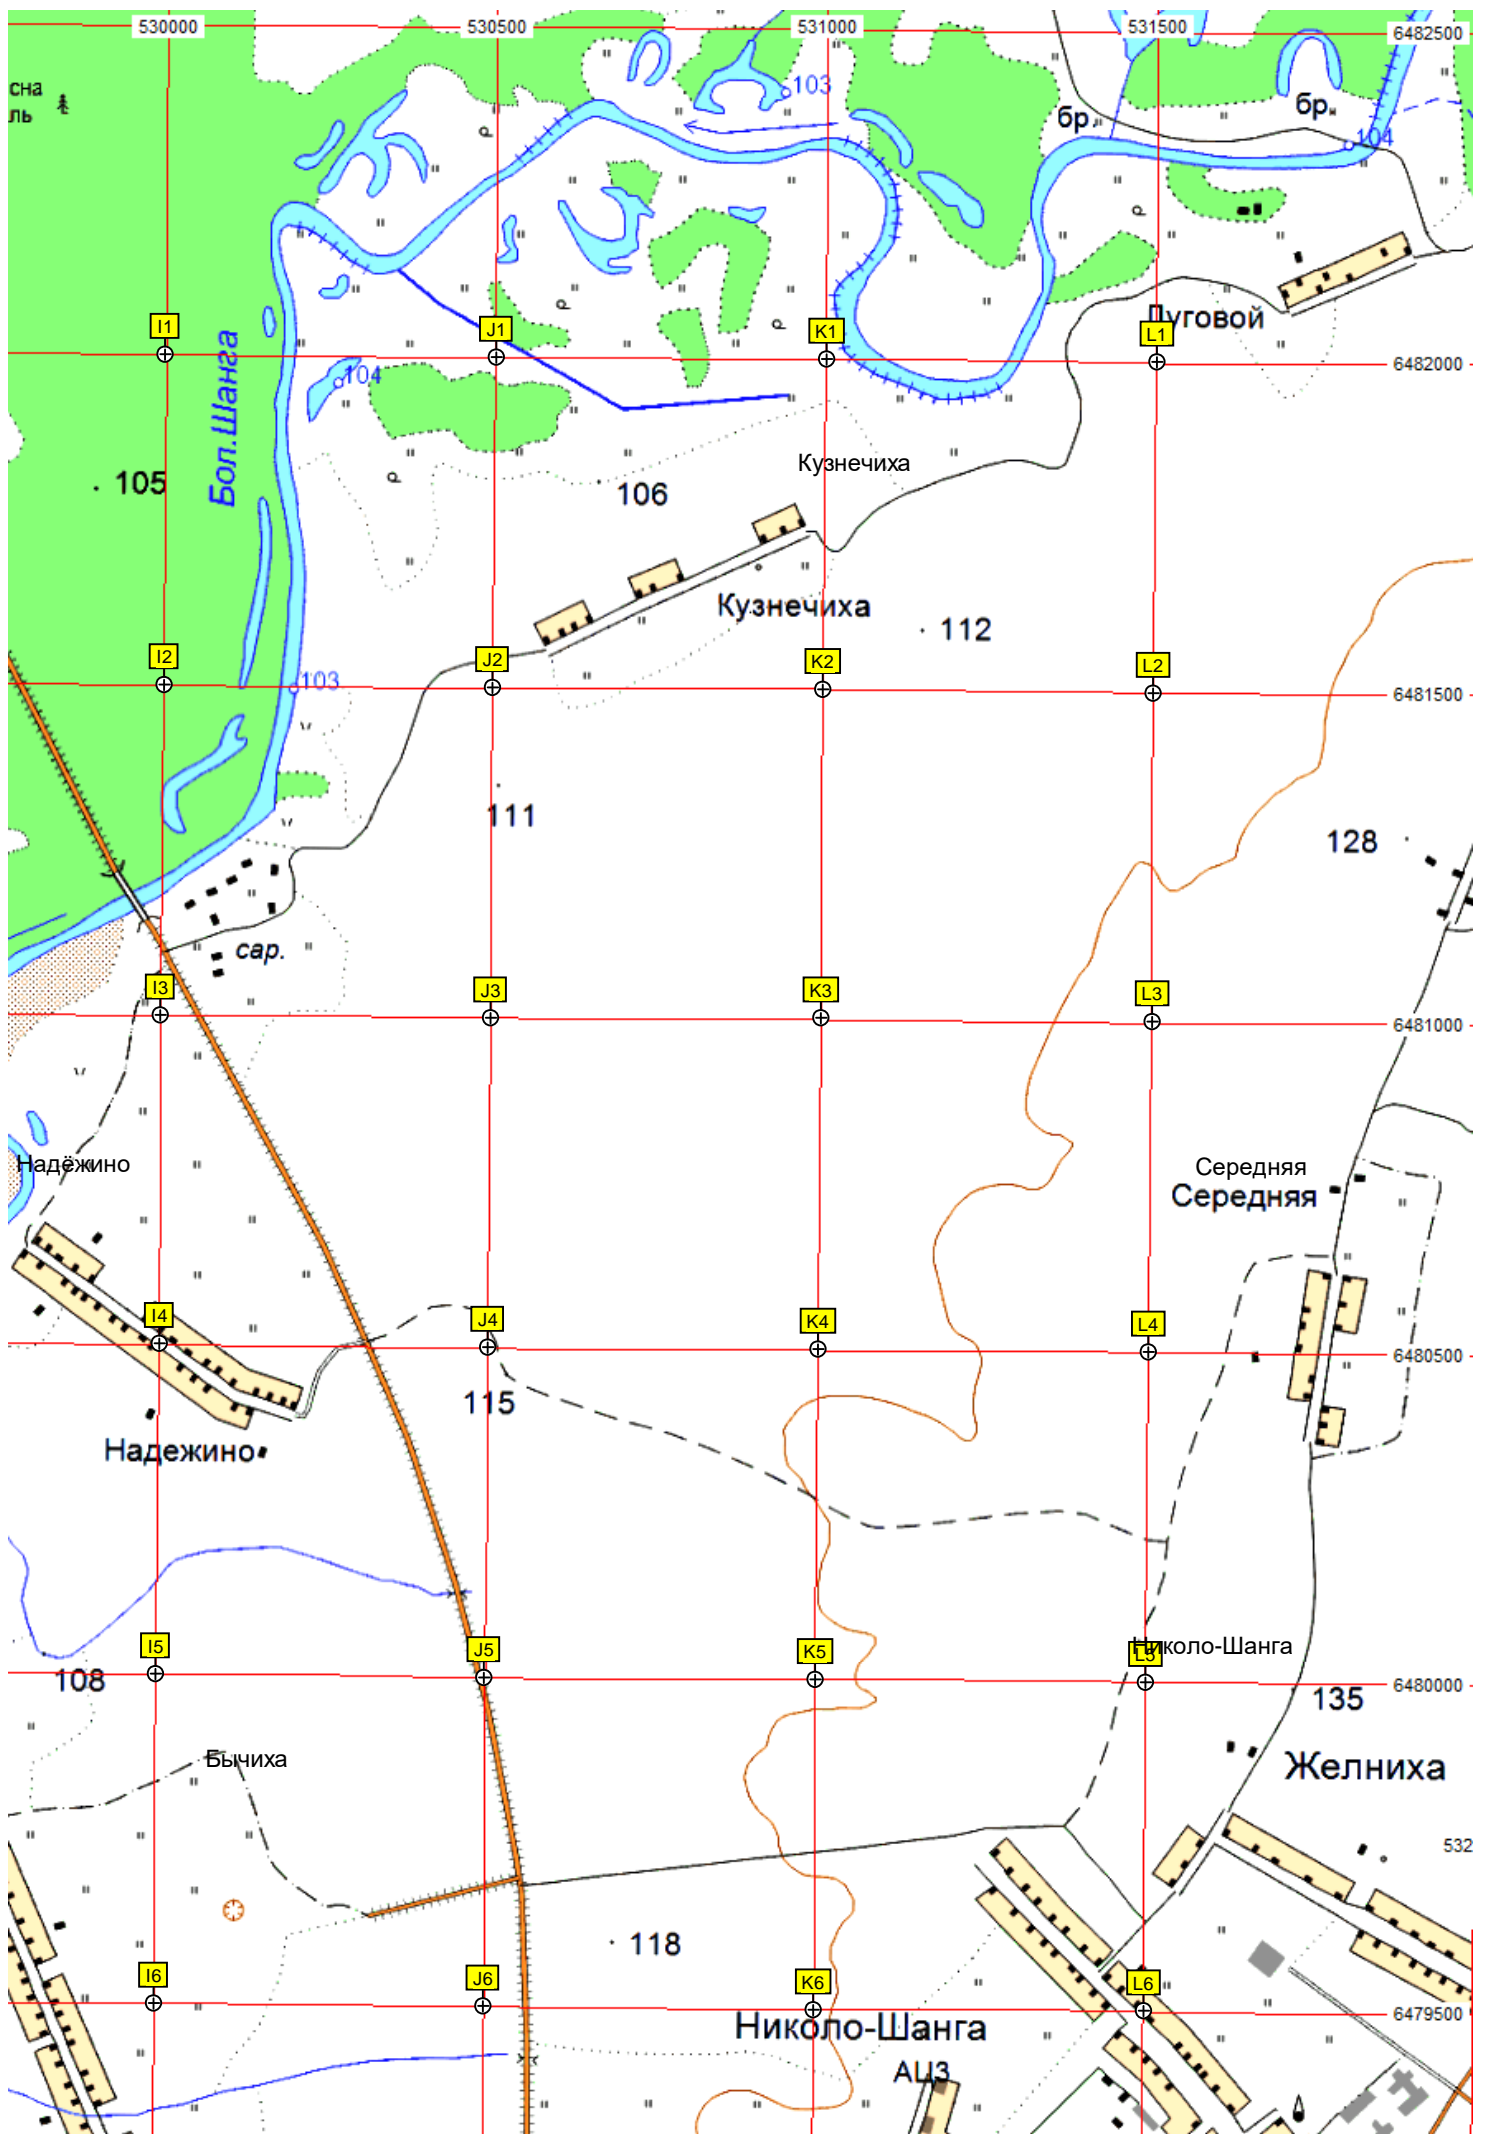 530000
530500
531000
531500
6482500
сна
ль
103
бр.
бр.
104
I1
J1
K1
L1
Луговой
6482000
104
Бол.Шанга
Кузнечиха
105
106
Кузнечиха
112
I2
J2
K2
L2
103
6481500
111
128
сар.
I3
J3
K3
L3
6481000
Надёжино
Середняя
Середняя
I4
J4
K4
L4
6480500
115
Надежино
I5
J5
K5
L5
Николо-Шанга
108
6480000
135
Бычиха
Желниха
532
118
I6
J6
K6
L6
6479500
Николо-Шанга
АЦЗ